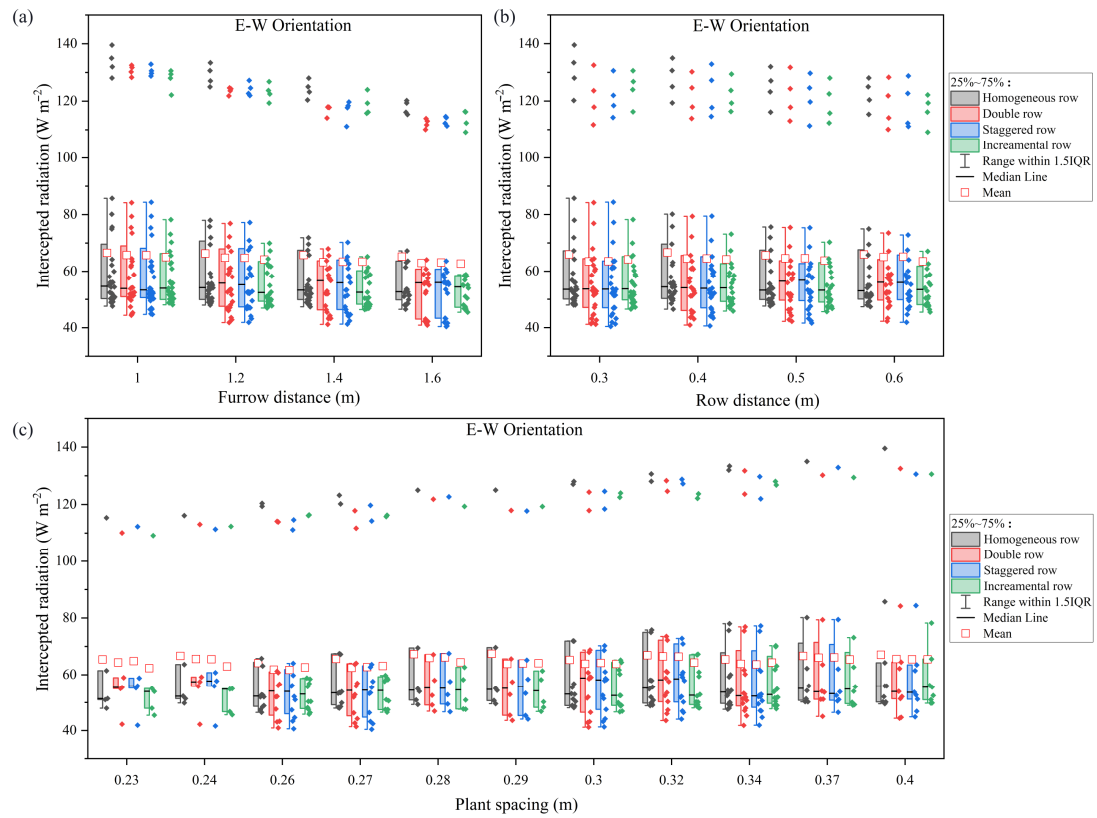 (a)
E-W Orientation
140
120
100
80
60
40
Intercepted radiation (W m⁻²)
1
1.2
1.4
1.6
Furrow distance (m)
(b)
E-W Orientation
140
120
100
80
60
40
Intercepted radiation (W m⁻²)
0.3
0.4
0.5
0.6
Row distance (m)
25%~75% :
Homogeneous row
Double row
Staggered row
Increamental row
Range within 1.5IQR
Median Line
Mean
(c)
E-W Orientation
140
120
100
80
60
40
Intercepted radiation (W m⁻²)
0.23
0.24
0.26
0.27
0.28
0.29
0.3
0.32
0.34
0.37
0.4
Plant spacing (m)
25%~75% :
Homogeneous row
Double row
Staggered row
Increamental row
Range within 1.5IQR
Median Line
Mean